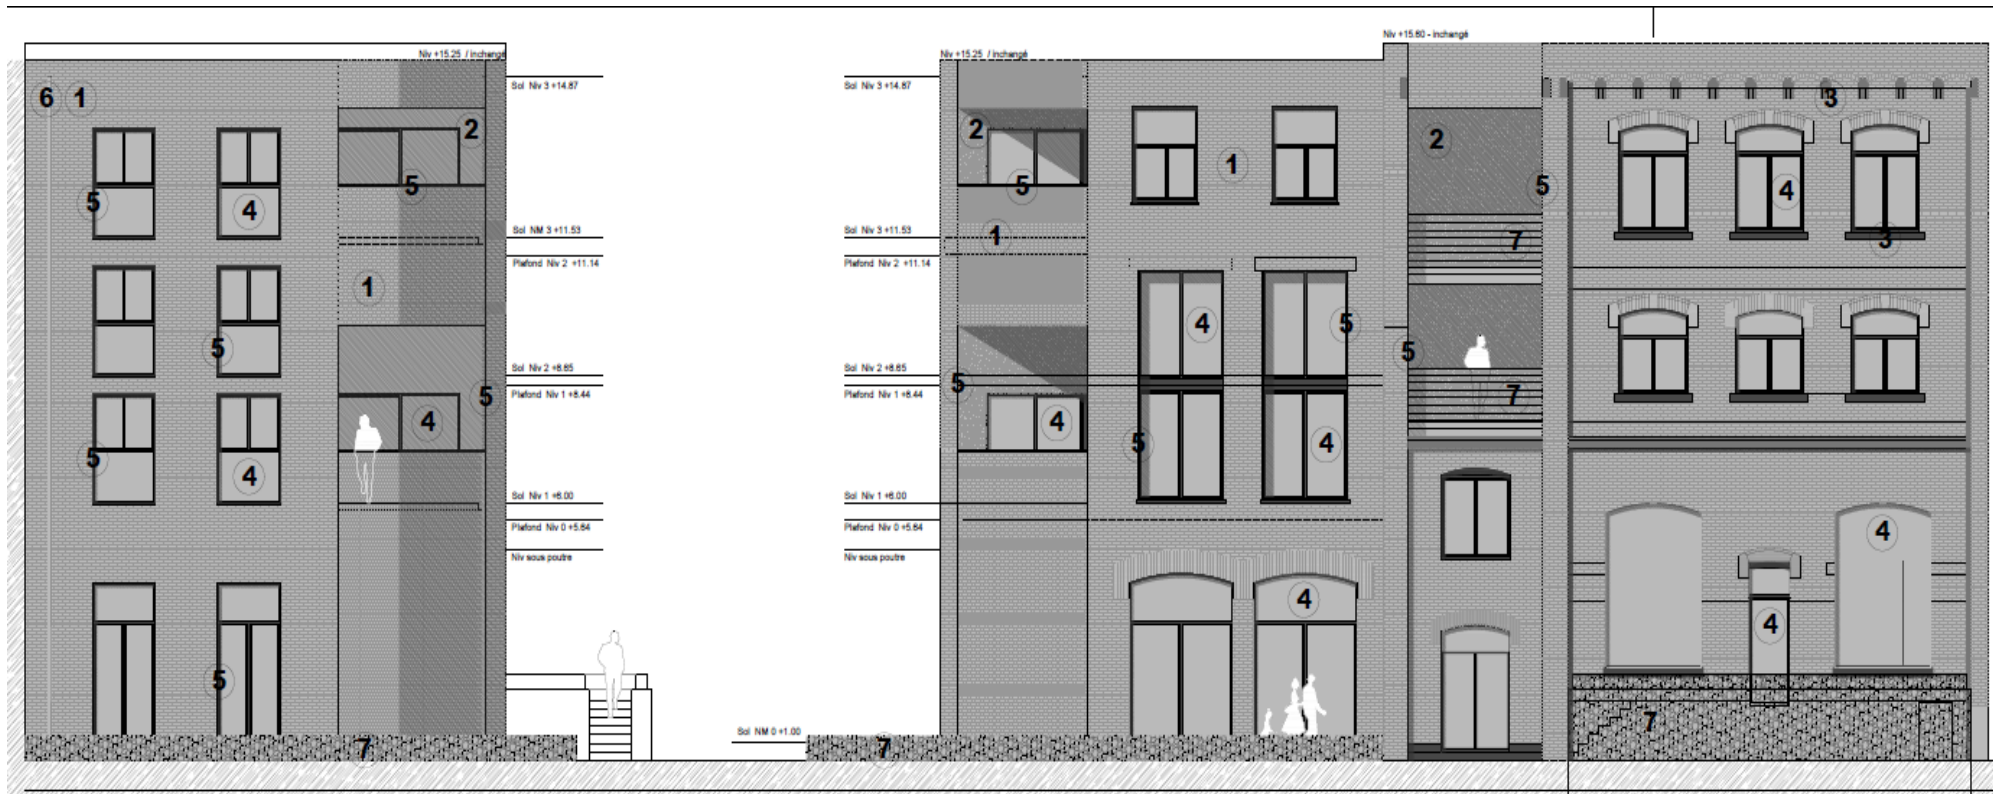 Niv +15.60 - inchangé
Niv +15.25 / inchangé
Niv +15.25 / inchangé
Sol Niv 3 +14.87
Sol Niv 3 +14.87
6 1
3
2
2
2
1
5
5
5
4
5
4
Sol NM 3 +11.53
Sol Niv 3 +11.53
1
7
3
Plafond Niv 2 +11.14
Plafond Niv 2 +11.14
1
5
4
5
5
Sol Niv 2 +8.65
Sol Niv 2 +8.65
5
5
Plafond Niv 1 +8.44
Plafond Niv 1 +8.44
7
4
4
5
4
5
4
Sol Niv 1 +6.00
Sol Niv 1 +6.00
Plafond Niv 0 +5.64
Plafond Niv 0 +5.64
4
Niv sous poutre
Niv sous poutre
4
4
5
7
Sol NM 0 +1.00
7
7